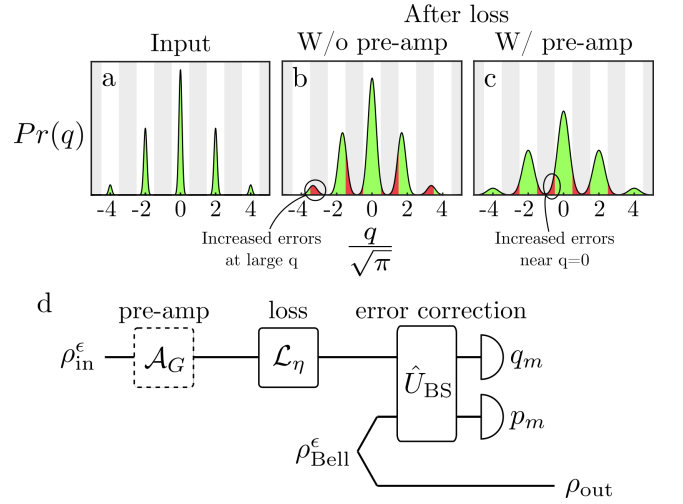 After loss
Input
W/o pre-amp
W/ pre-amp
Pr(q)
a
b
c
-4 -2 0 2 4
-4 -2 0 2 4
-4 -2 0 2 4
Increased errors
at large q
q
√π
Increased errors
near q=0
d
pre-amp
loss
error correction
ρ^ϵ_in
𝒜_G
ℒ_η
Û_BS
q_m
p_m
ρ^ϵ_Bell
ρ_out